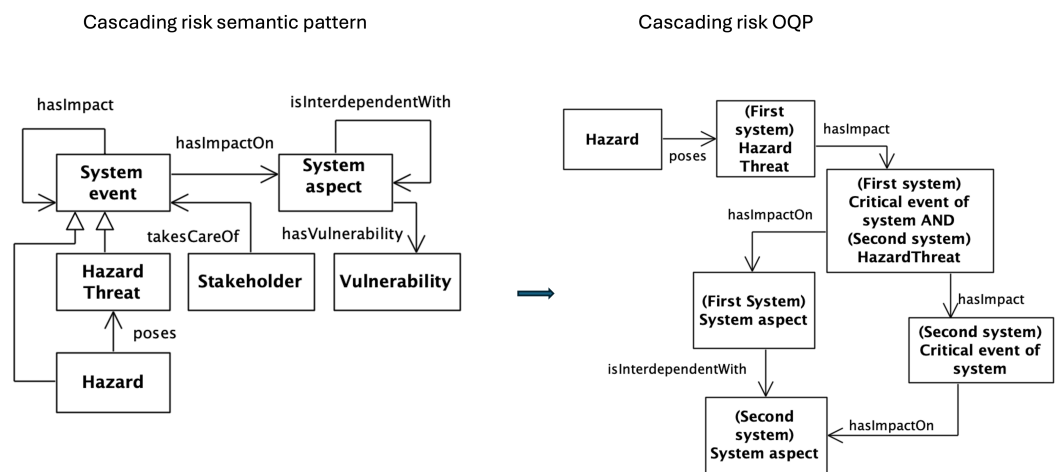 Cascading risk semantic pattern
Cascading risk OQP
hasImpact
isInterdependentWith
hasImpactOn
System
event
System
aspect
takesCareOf
hasVulnerability
Hazard
Threat
Stakeholder
Vulnerability
poses
Hazard
Hazard
poses
(First
system)
Hazard
Threat
hasImpact
(First system)
Critical event of
system AND
(Second system)
HazardThreat
hasImpactOn
(First System)
System aspect
hasImpact
(Second system)
Critical event of
system
isInterdependentWith
(Second
system)
System aspect
hasImpactOn